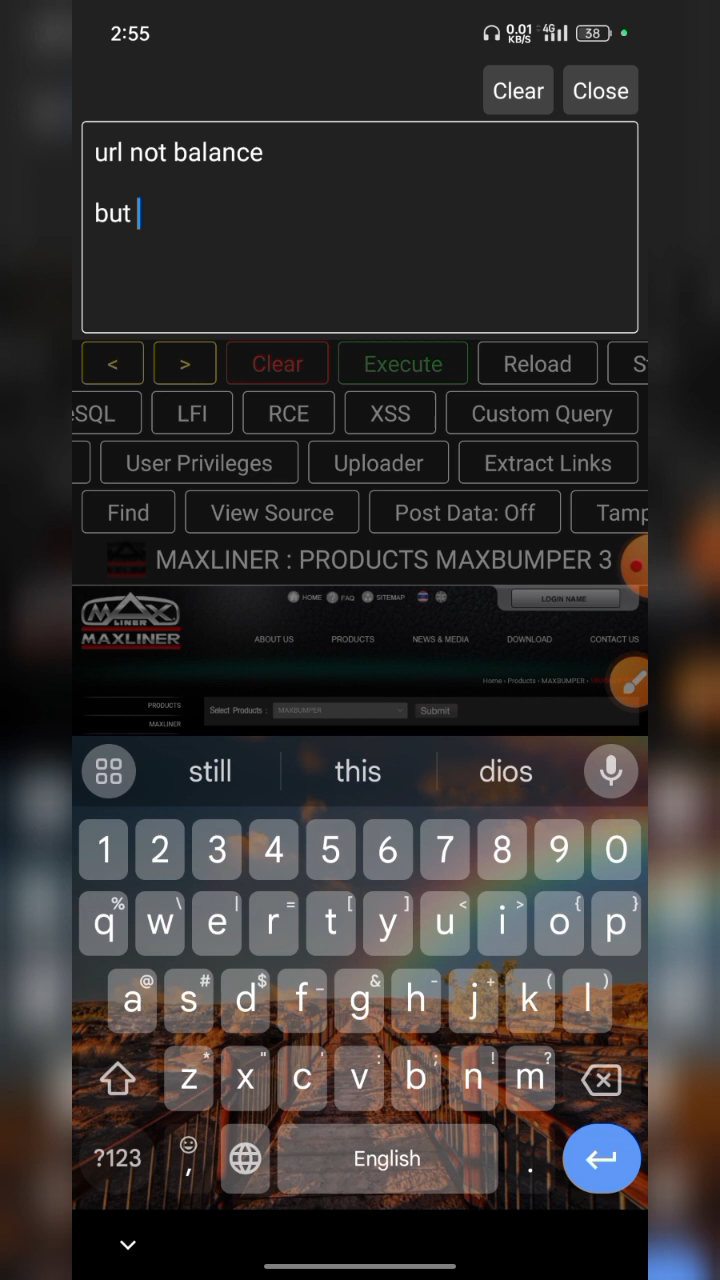 2:55
0.01 KB/S 4G 38
Clear Close
url not balance
but
< > Clear Execute Reload S
SQL LFI RCE XSS Custom Query
User Privileges Uploader Extract Links
Find View Source Post Data: Off Tamp
MAXLINER : PRODUCTS MAXBUMPER 3
MAX
LINER
MAXLINER
HOME FAQ SITEMAP LOGIN NAME
ABOUT US PRODUCTS NEWS & MEDIA DOWNLOAD CONTACT US
Home › Products › MAXBUMPER ›
PRODUCTS
Select Products : MAXBUMPER Submit
MAXLINER
still this dios
1 2 3 4 5 6 7 8 9 0
% \ | = [ ] < > { }
q w e r t y u i o p
@ # $ _ & - + ( )
a s d f g h j k l
* " ' : ; ! ?
z x c v b n m
?123 , English .